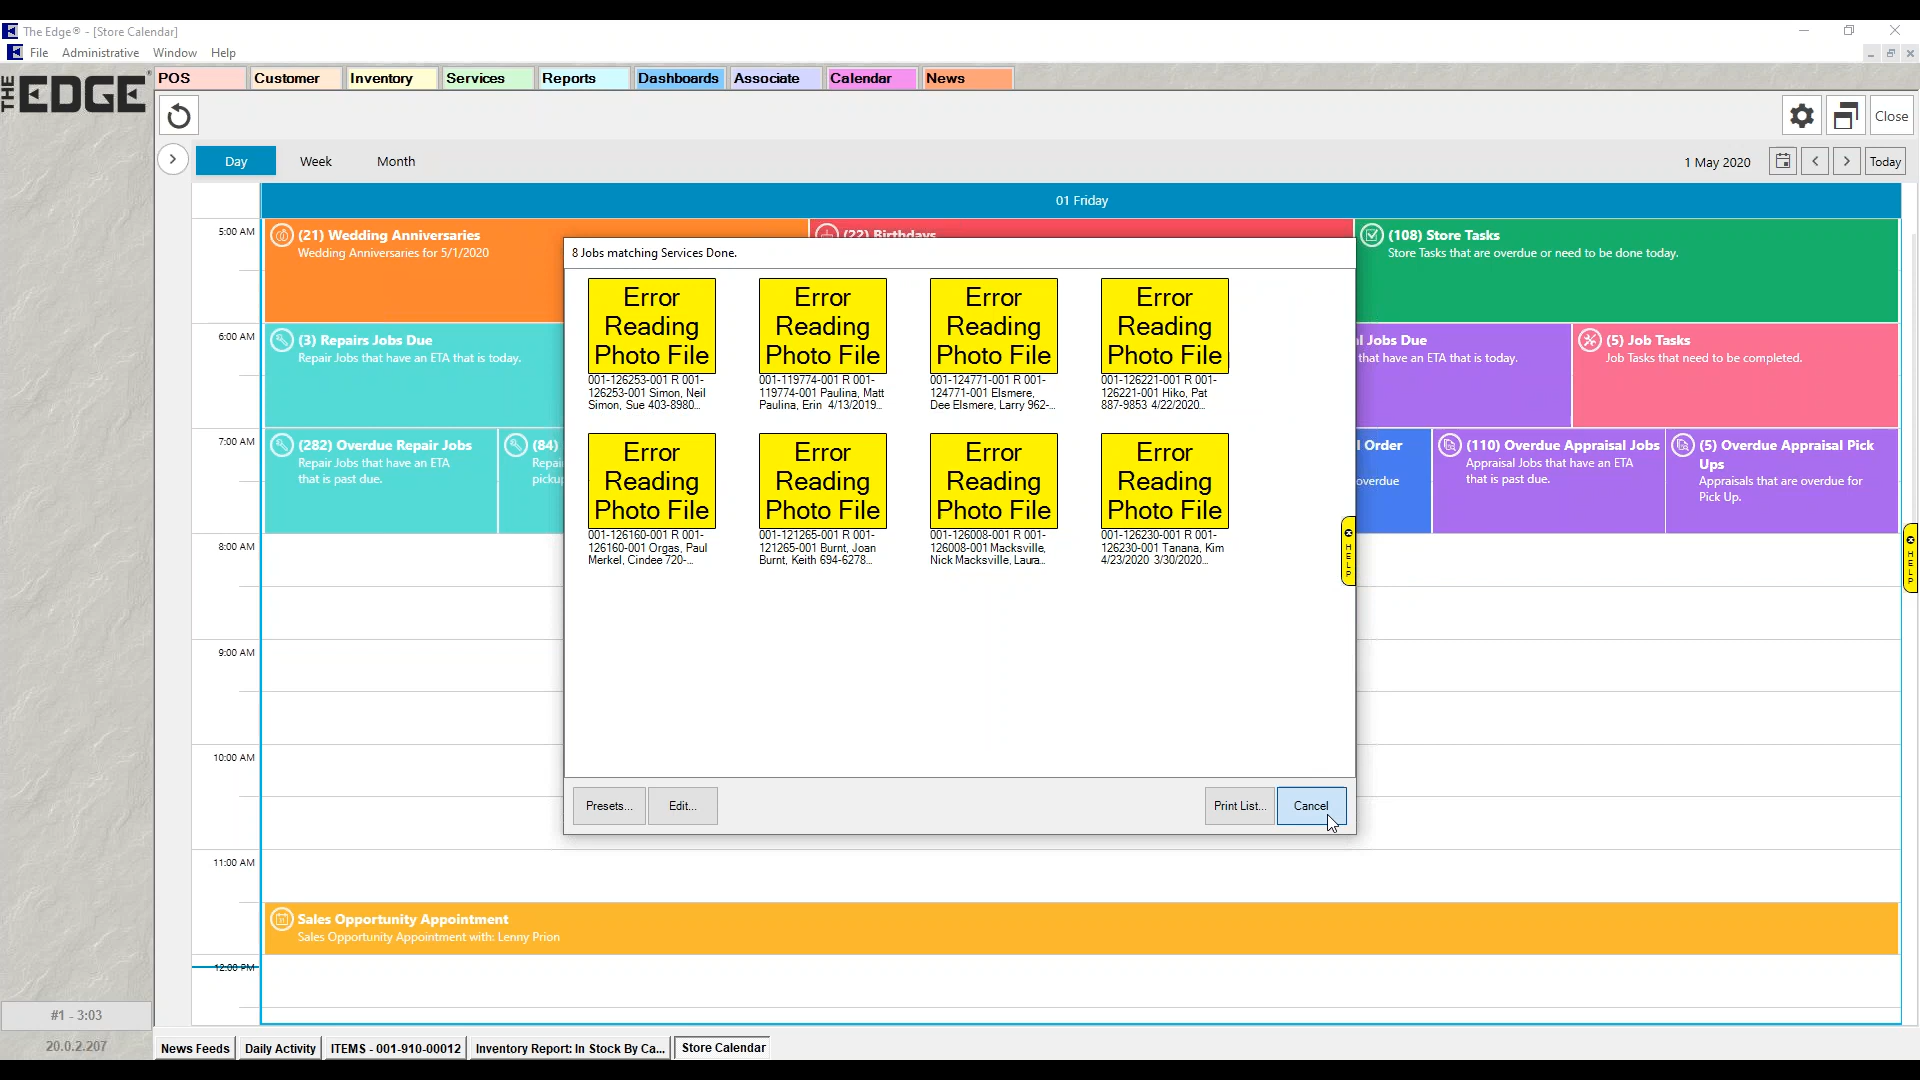 The Edge® - [Store Calendar]
File Administrative Window Help
THE EDGE®
POS Customer Inventory Services Reports Dashboards Associate Calendar News
Close
Day Week Month
1 May 2020
Today
01 Friday
5:00 AM
(21) Wedding Anniversaries
Wedding Anniversaries for 5/1/2020
(22) Birthdays
(108) Store Tasks
Store Tasks that are overdue or need to be done today.
8 Jobs matching Services Done.
Error
Reading
Photo File
001-126253-001 R 001-
126253-001 Simon, Neil
Simon, Sue 403-8980...
Error
Reading
Photo File
001-119774-001 R 001-
119774-001 Paulina, Matt
Paulina, Erin 4/13/2019...
Error
Reading
Photo File
001-124771-001 R 001-
124771-001 Elsmere,
Dee Elsmere, Larry 962-...
Error
Reading
Photo File
001-126221-001 R 001-
126221-001 Hiko, Pat
887-9853 4/22/2020...
Error
Reading
Photo File
001-126160-001 R 001-
126160-001 Orgas, Paul
Merkel, Cindee 720-...
Error
Reading
Photo File
001-121265-001 R 001-
121265-001 Burnt, Joan
Burnt, Keith 694-6278...
Error
Reading
Photo File
001-126008-001 R 001-
126008-001 Macksville,
Nick Macksville, Laura...
Error
Reading
Photo File
001-126230-001 R 001-
126230-001 Tanana, Kim
4/23/2020 3/30/2020...
HELP
Presets... Edit... Print List... Cancel
6:00 AM
(3) Repairs Jobs Due
Repair Jobs that have an ETA that is today.
l Jobs Due
that have an ETA that is today.
(5) Job Tasks
Job Tasks that need to be completed.
7:00 AM
(282) Overdue Repair Jobs
Repair Jobs that have an ETA
that is past due.
(84)
Repai
pickup
l Order
overdue
(110) Overdue Appraisal Jobs
Appraisal Jobs that have an ETA
that is past due.
(5) Overdue Appraisal Pick
Ups
Appraisals that are overdue for
Pick Up.
HELP
8:00 AM
9:00 AM
10:00 AM
11:00 AM
Sales Opportunity Appointment
Sales Opportunity Appointment with: Lenny Prion
12:00 PM
#1 - 3:03
20.0.2.207
News Feeds Daily Activity ITEMS - 001-910-00012 Inventory Report: In Stock By Ca... Store Calendar